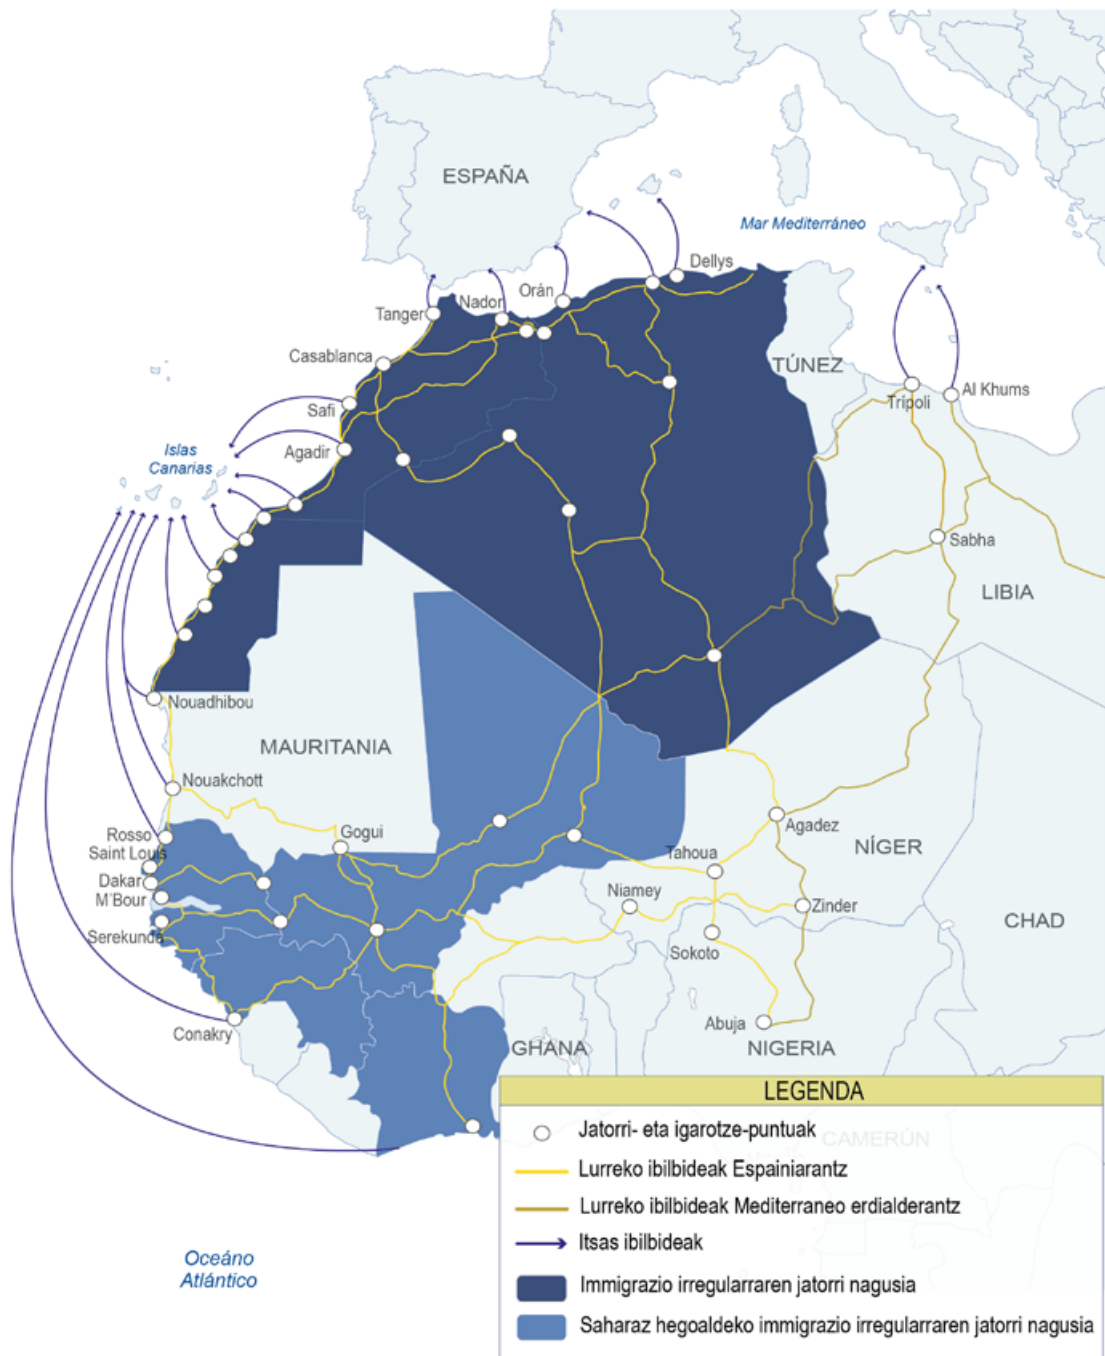 ESPAÑA
Mar Mediterráneo
Dellys
Orán
Nador
Tanger
Casablanca
TÚNEZ
Trípoli
Al Khums
Safi
Agadir
Islas
Canarias
Sabha
LIBIA
Nouadhibou
MAURITANIA
Nouakchott
Rosso
Saint Louis
Dakar
M´Bour
Serekunda
Gogui
Agadez
Tahoua
NÍGER
Niamey
Zinder
CHAD
Sokoto
Conakry
Abuja
GHANA
NIGERIA
LEGENDA
Jatorri- eta igarotze-puntuak
CAMERÚN
Lurreko ibilbideak Espainiarantz
Lurreko ibilbideak Mediterraneo erdialderantz
Itsas ibilbideak
Immigrazio irregularraren jatorri nagusia
Saharaz hegoaldeko immigrazio irregularraren jatorri nagusia
Oceáno
Atlántico